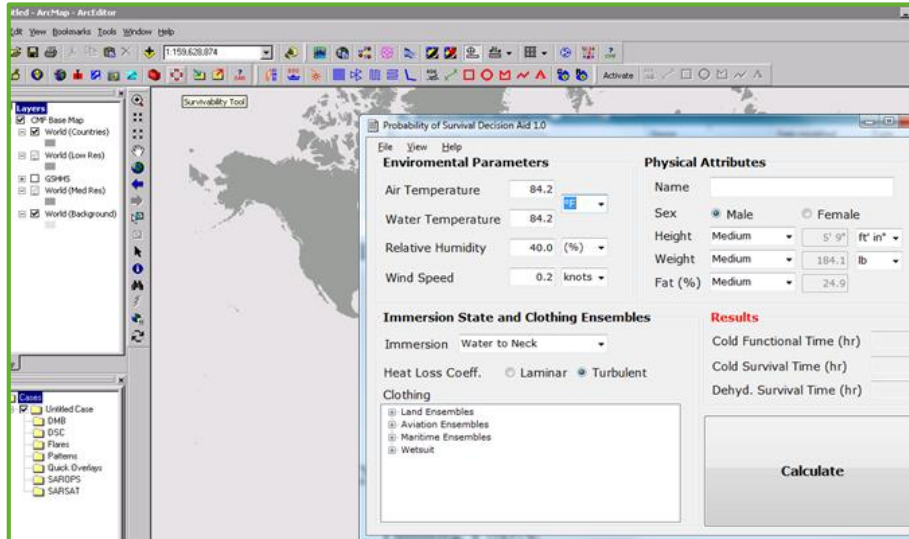 ntitled - ArcMap - ArcEditor
Edit View Bookmarks Tools Window Help
1:159,628,874
Activate
Survivability Tool
Layers
CMF Base Map
World (Countries)
World (Low Res)
GSHHS
World (Med Res)
World (Background)
Cases
Untitled Case
DMB
DSC
Flares
Patterns
Quick Overlays
SAROPS
SARSAT
Probability of Survival Decision Aid 1.0
File View Help
Enviromental Parameters
Air Temperature 84.2 °F
Water Temperature 84.2
Relative Humidity 40.0 (%)
Wind Speed 0.2 knots
Physical Attributes
Name
Sex Male Female
Height Medium 5' 9" ft' in"
Weight Medium 184.1 lb
Fat (%) Medium 24.9
Immersion State and Clothing Ensembles
Immersion Water to Neck
Heat Loss Coeff. Laminar Turbulent
Clothing
Land Ensembles
Aviation Ensembles
Maritime Ensembles
Wetsuit
Results
Cold Functional Time (hr)
Cold Survival Time (hr)
Dehyd. Survival Time (hr)
Calculate